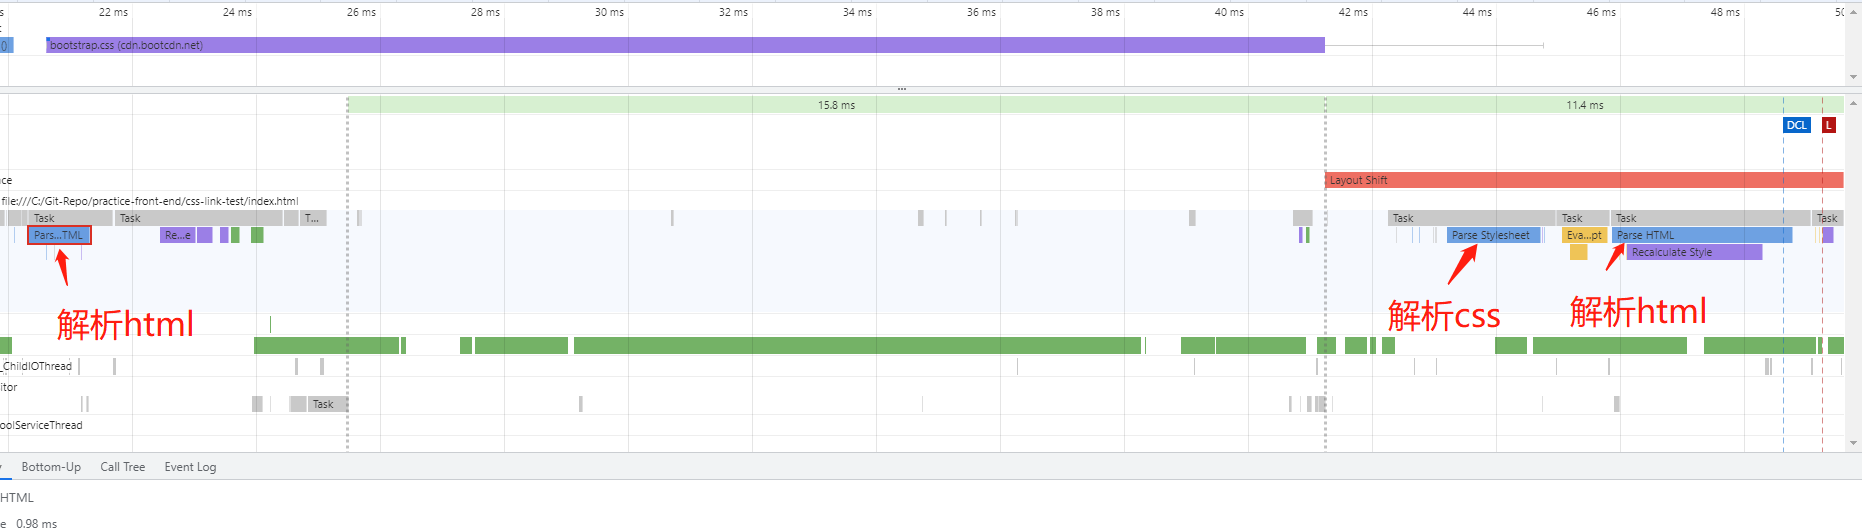 s 22 ms 24 ms 26 ms 28 ms 30 ms 32 ms 34 ms 36 ms 38 ms 40 ms 42 ms 44 ms 46 ms 48 ms 50
() bootstrap.css (cdn.bootcdn.net)
...
15.8 ms 11.4 ms
DCL L
ce Layout Shift
file:///C:/Git-Repo/practice-front-end/css-link-test/index.html
Task Task T... Task Task Task Task
Pars...TML Re...e Parse Stylesheet Eva...pt Parse HTML
Recalculate Style
解析html 解析css 解析html
_ChildIOThread
itor
Task
oolServiceThread
Bottom-Up Call Tree Event Log
HTML
e 0.98 ms